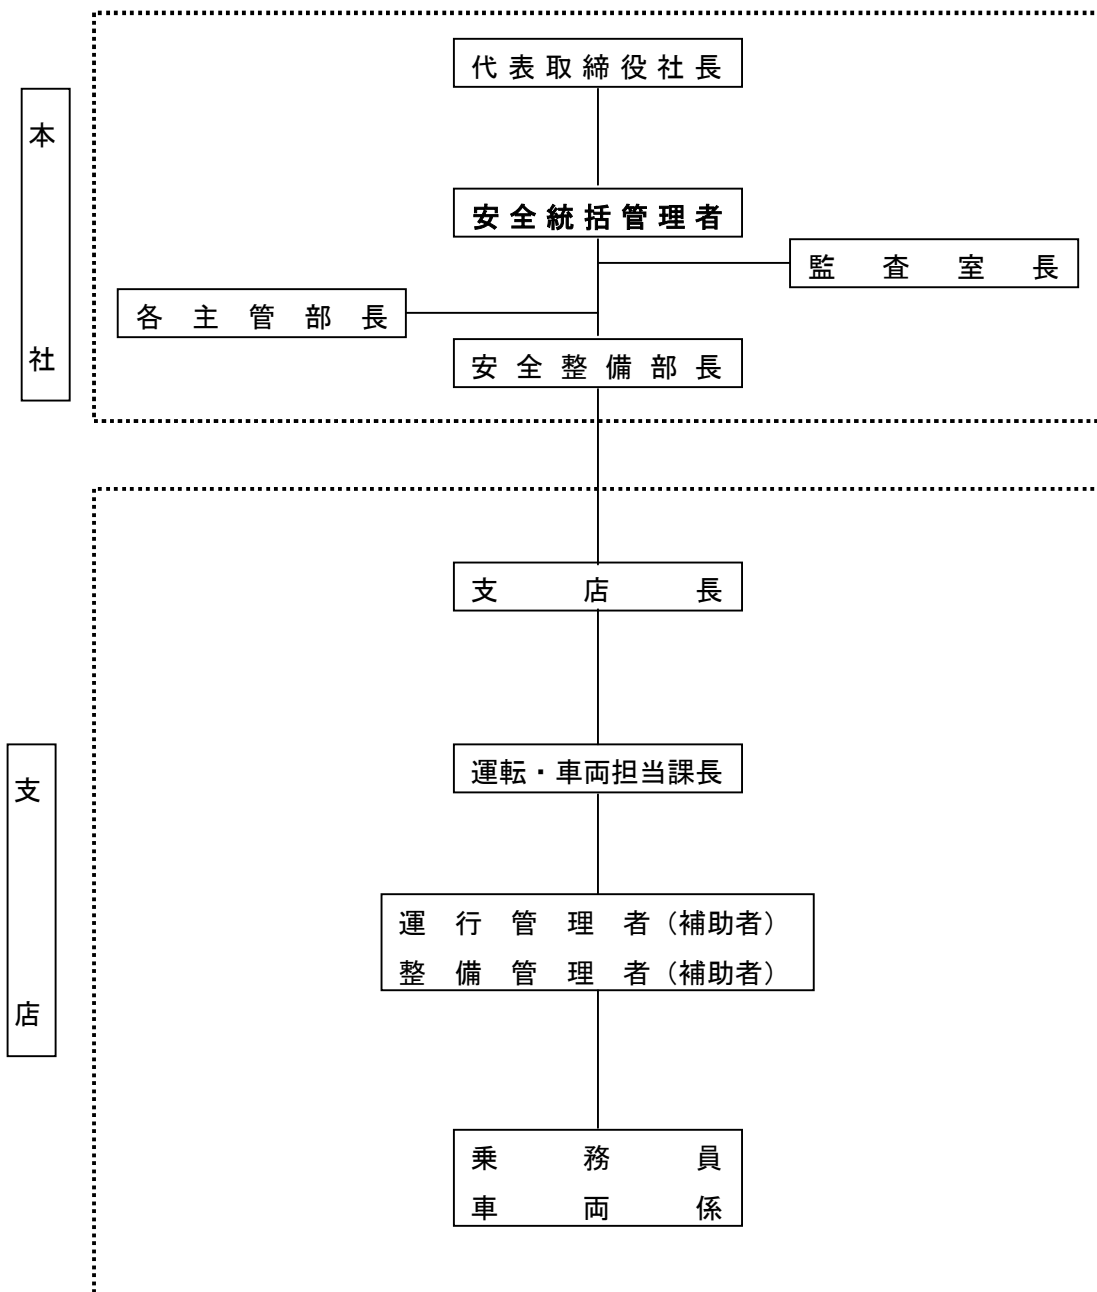 代表取締役社長
本社
安全統括管理者
監査室長
各主管部長
安全整備部長
支店長
支店
運転・車両担当課長
運行管理者（補助者）
整備管理者（補助者）
乗務員
車両係